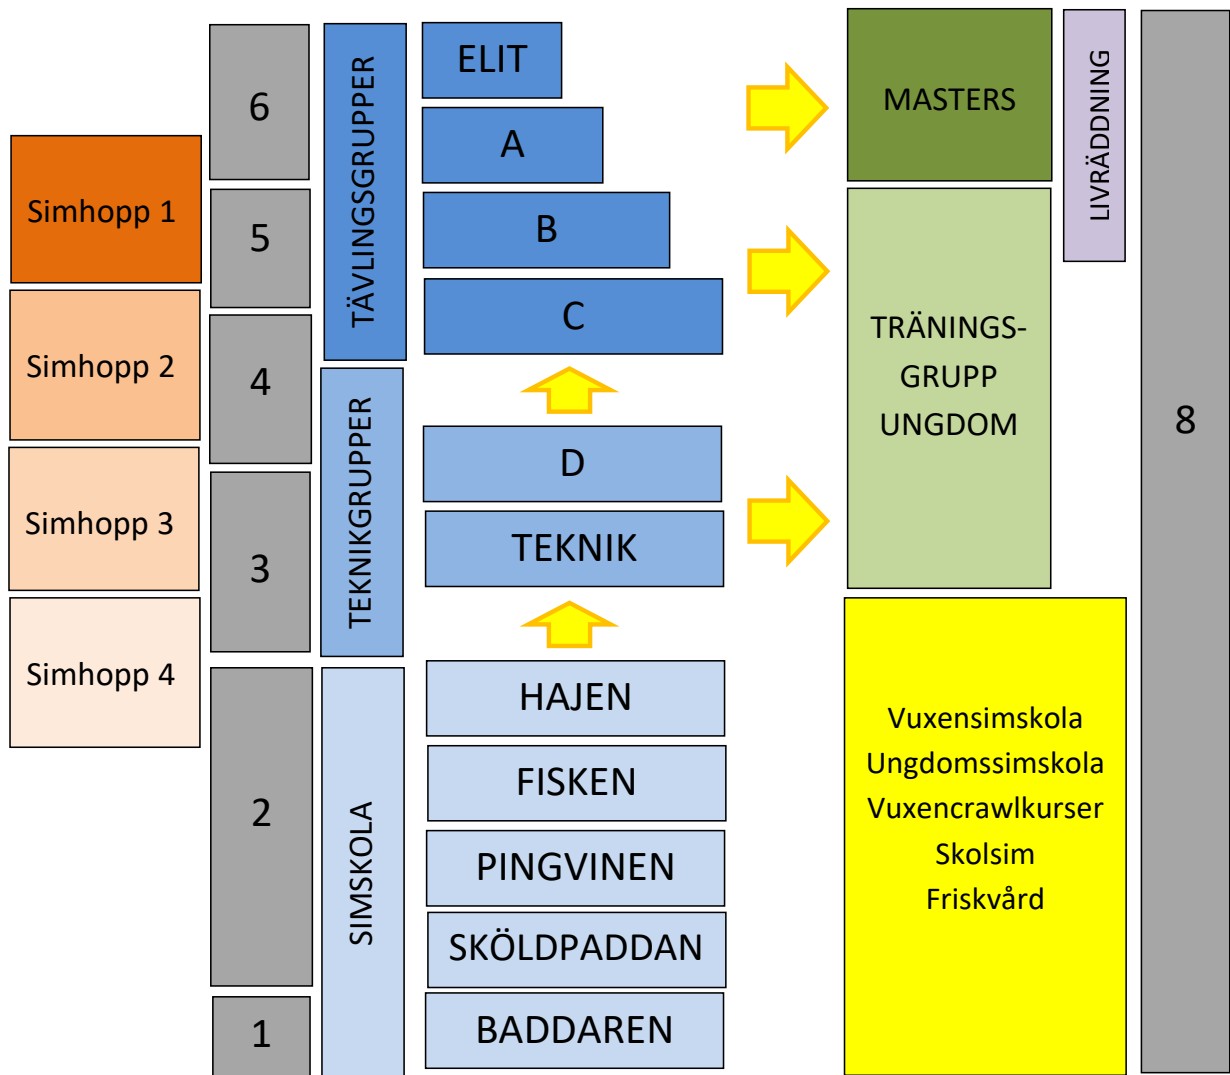 Simhopp 1
Simhopp 2
Simhopp 3
Simhopp 4
6
5
4
3
2
1
TÄVLINGSGRUPPER
TEKNIKGRUPPER
SIMSKOLA
ELIT
A
B
C
D
TEKNIK
HAJEN
FISKEN
PINGVINEN
SKÖLDPADDAN
BADDAREN
MASTERS
TRÄNINGS-
GRUPP
UNGDOM
Vuxensimskola
Ungdomssimskola
Vuxencrawlkurser
Skolsim
Friskvård
LIVRÄDDNING
8